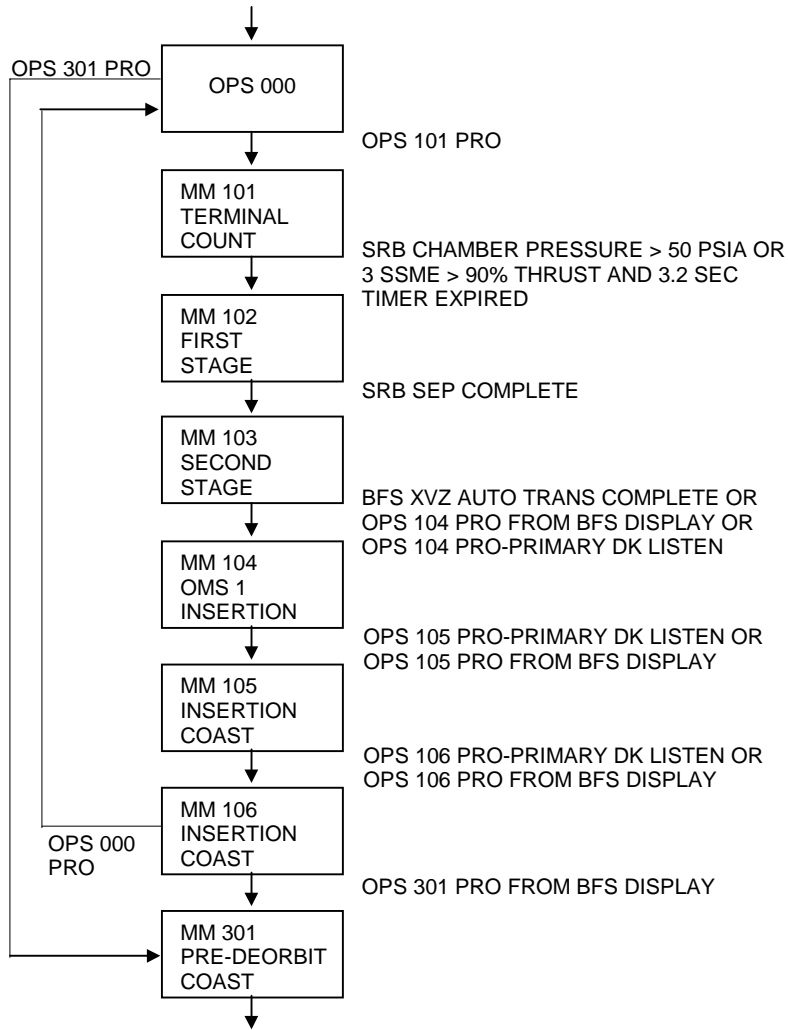 OPS 301 PRO
OPS 000
OPS 101 PRO
MM 101
TERMINAL
COUNT
SRB CHAMBER PRESSURE > 50 PSIA OR
3 SSME > 90% THRUST AND 3.2 SEC
TIMER EXPIRED
MM 102
FIRST
STAGE
SRB SEP COMPLETE
MM 103
SECOND
STAGE
BFS XVZ AUTO TRANS COMPLETE OR
OPS 104 PRO FROM BFS DISPLAY OR
OPS 104 PRO-PRIMARY DK LISTEN
MM 104
OMS 1
INSERTION
OPS 105 PRO-PRIMARY DK LISTEN OR
OPS 105 PRO FROM BFS DISPLAY
MM 105
INSERTION
COAST
OPS 106 PRO-PRIMARY DK LISTEN OR
OPS 106 PRO FROM BFS DISPLAY
MM 106
INSERTION
COAST
OPS 000
PRO
OPS 301 PRO FROM BFS DISPLAY
MM 301
PRE-DEORBIT
COAST